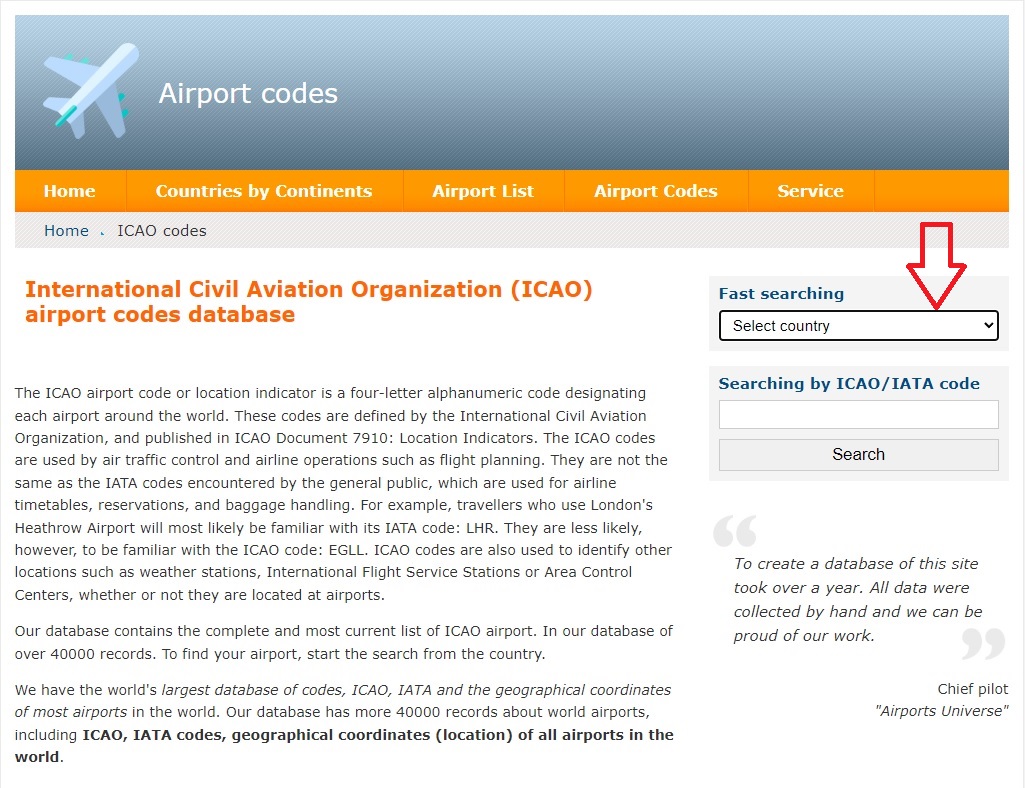 Airport codes
Home
Countries by Continents
Airport List
Airport Codes
Service
Home
ICAO codes
International Civil Aviation Organization (ICAO)
airport codes database
The ICAO airport code or location indicator is a four-letter alphanumeric code designating
each airport around the world. These codes are defined by the International Civil Aviation
Organization, and published in ICAO Document 7910: Location Indicators. The ICAO codes
are used by air traffic control and airline operations such as flight planning. They are not the
same as the IATA codes encountered by the general public, which are used for airline
timetables, reservations, and baggage handling. For example, travellers who use London's
Heathrow Airport will most likely be familiar with its IATA code: LHR. They are less likely,
however, to be familiar with the ICAO code: EGLL. ICAO codes are also used to identify other
locations such as weather stations, International Flight Service Stations or Area Control
Centers, whether or not they are located at airports.
Our database contains the complete and most current list of ICAO airport. In our database of
over 40000 records. To find your airport, start the search from the country.
We have the world's largest database of codes, ICAO, IATA and the geographical coordinates
of most airports in the world. Our database has more 40000 records about world airports,
including ICAO, IATA codes, geographical coordinates (location) of all airports in the
world.
Fast searching
Select country
Searching by ICAO/IATA code
Search
“
To create a database of this site
took over a year. All data were
collected by hand and we can be
proud of our work.
”
Chief pilot
"Airports Universe"